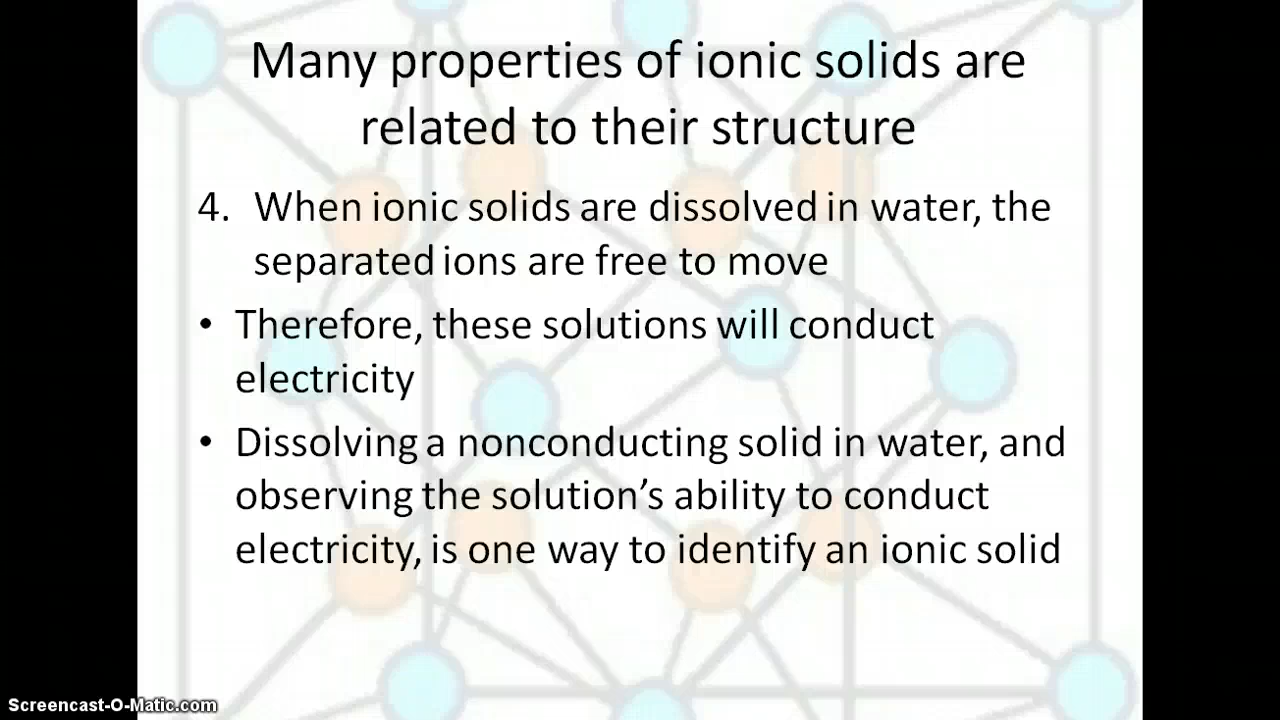 Many properties of ionic solids are
related to their structure
4. When ionic solids are dissolved in water, the
separated ions are free to move
• Therefore, these solutions will conduct
electricity
• Dissolving a nonconducting solid in water, and
observing the solution’s ability to conduct
electricity, is one way to identify an ionic solid
Screencast-O-Matic.com